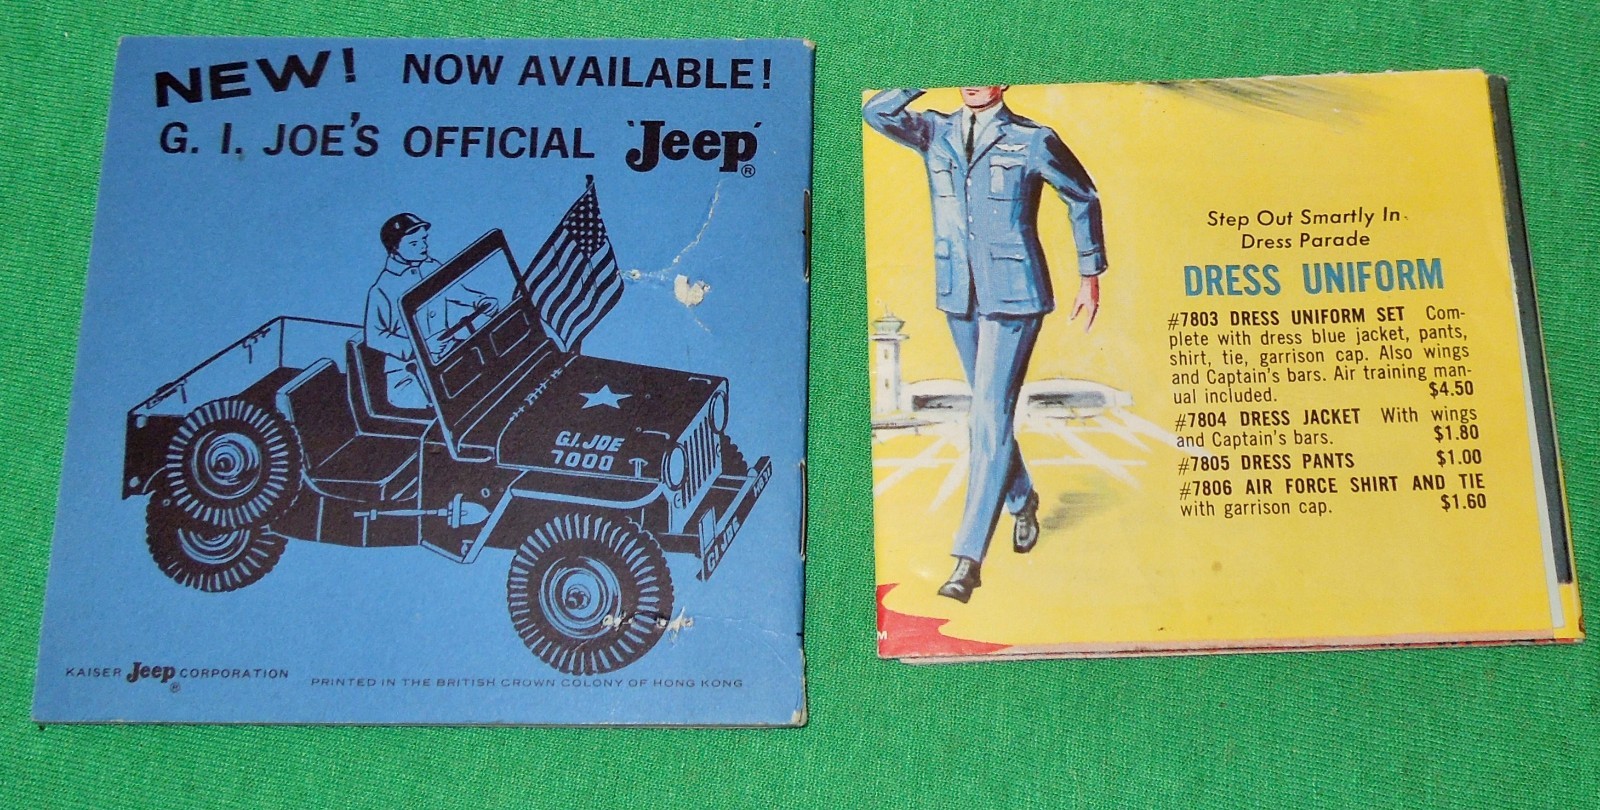 NEW! NOW AVAILABLE!
G. I. JOE'S OFFICIAL 'Jeep'®
G.I. JOE
7000
G.I. JOE
KAISER Jeep® CORPORATION
PRINTED IN THE BRITISH CROWN COLONY OF HONG KONG
Step Out Smartly In
Dress Parade
DRESS UNIFORM
#7803 DRESS UNIFORM SET Com-
plete with dress blue jacket, pants,
shirt, tie, garrison cap. Also wings
and Captain's bars. Air training man-
ual included. $4.50
#7804 DRESS JACKET With wings
and Captain's bars. $1.80
#7805 DRESS PANTS $1.00
#7806 AIR FORCE SHIRT AND TIE
with garrison cap. $1.60
M